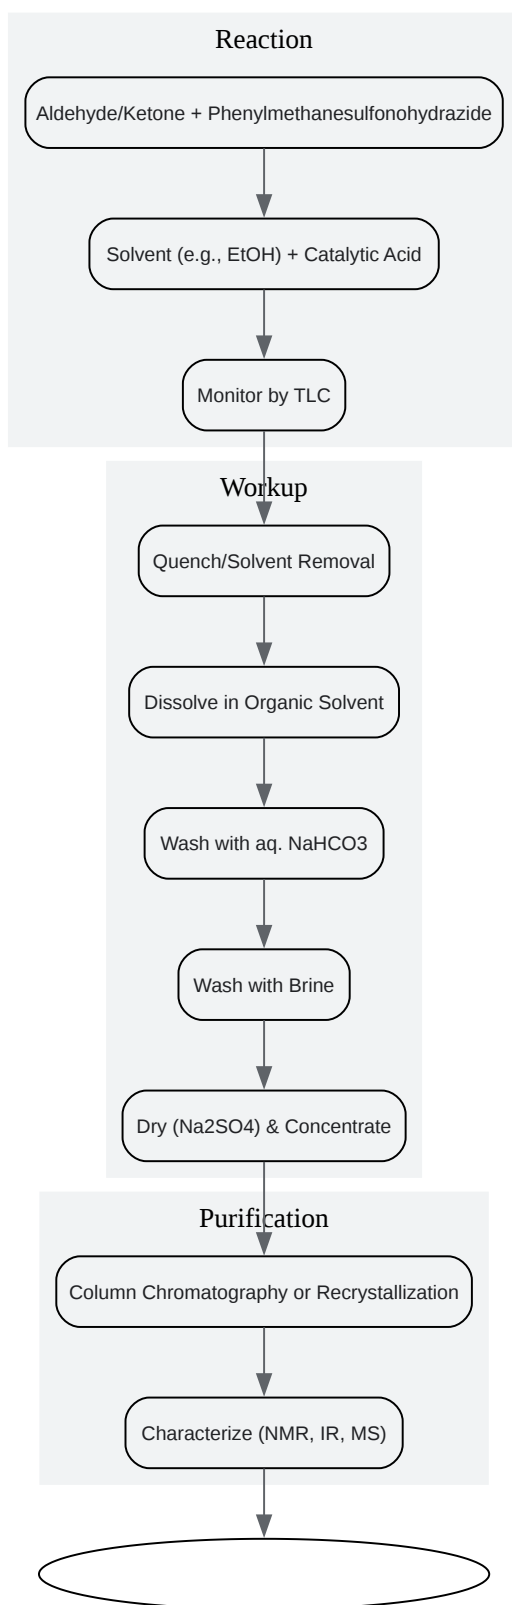 Reaction
Aldehyde/Ketone + Phenylmethanesulfonohydrazide
Solvent (e.g., EtOH) + Catalytic Acid
Monitor by TLC
Workup
Quench/Solvent Removal
Dissolve in Organic Solvent
Wash with aq. NaHCO3
Wash with Brine
Dry (Na2SO4) & Concentrate
Purification
Column Chromatography or Recrystallization
Characterize (NMR, IR, MS)